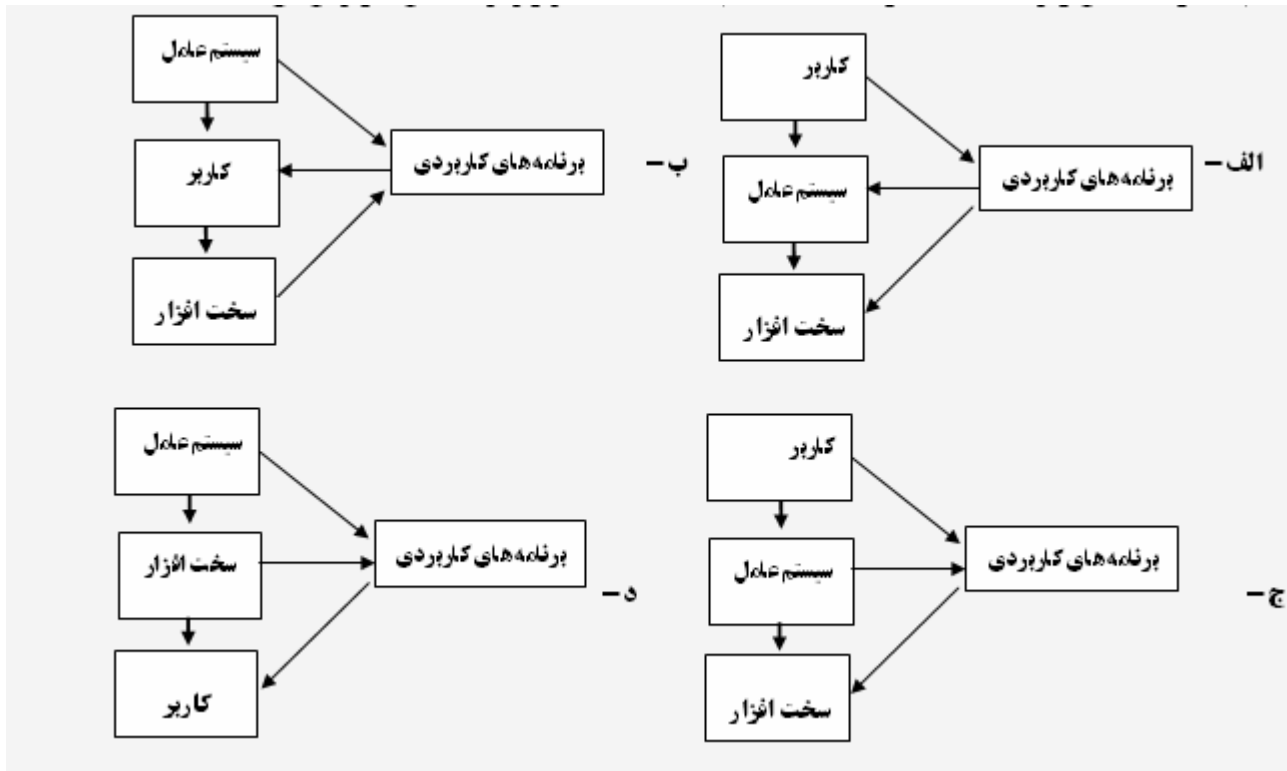 الف –
کاربر
برنامه‌های کاربردی
سیستم عامل
سخت افزار
ب –
سیستم عامل
برنامه‌های کاربردی
کاربر
سخت افزار
ج –
کاربر
برنامه‌های کاربردی
سیستم عامل
سخت افزار
د –
سیستم عامل
برنامه‌های کاربردی
سخت افزار
کاربر